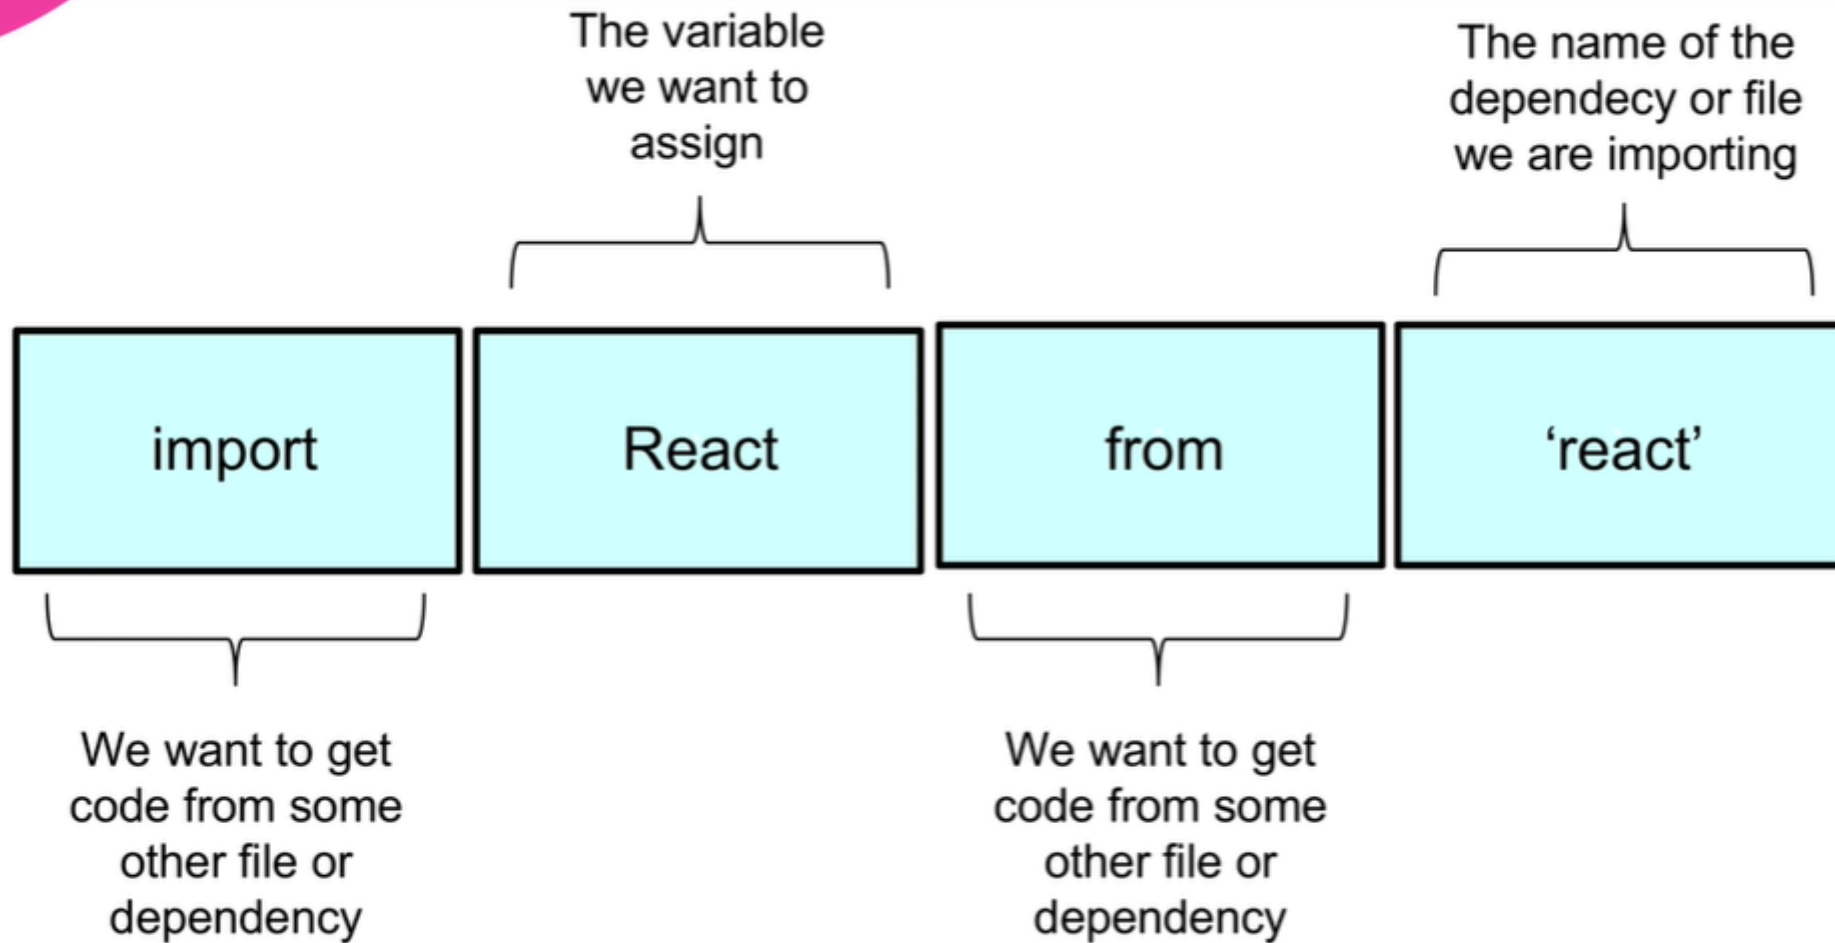 The variable
we want to
assign
The name of the
dependecy or file
we are importing
import
React
from
‘react’
We want to get
code from some
other file or
dependency
We want to get
code from some
other file or
dependency